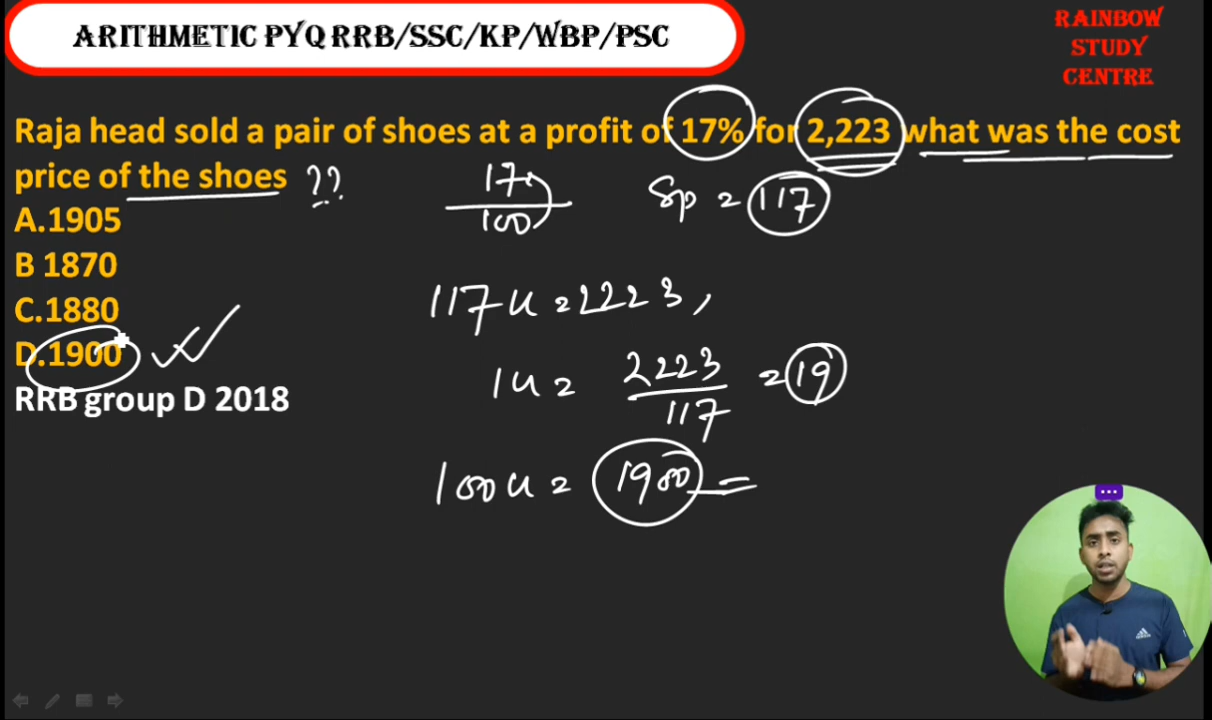 ARITHMETIC PYQ RRB/SSC/KP/WBP/PSC
RAINBOW
STUDY
CENTRE
Raja head sold a pair of shoes at a profit of 17% for 2,223 what was the cost
price of the shoes ??
17
100
Sp = 117
A.1905
B 1870
C.1880
D.1900
RRB group D 2018
117u = 2223,
1u = 2223/117 = 19
100u = 1900 =